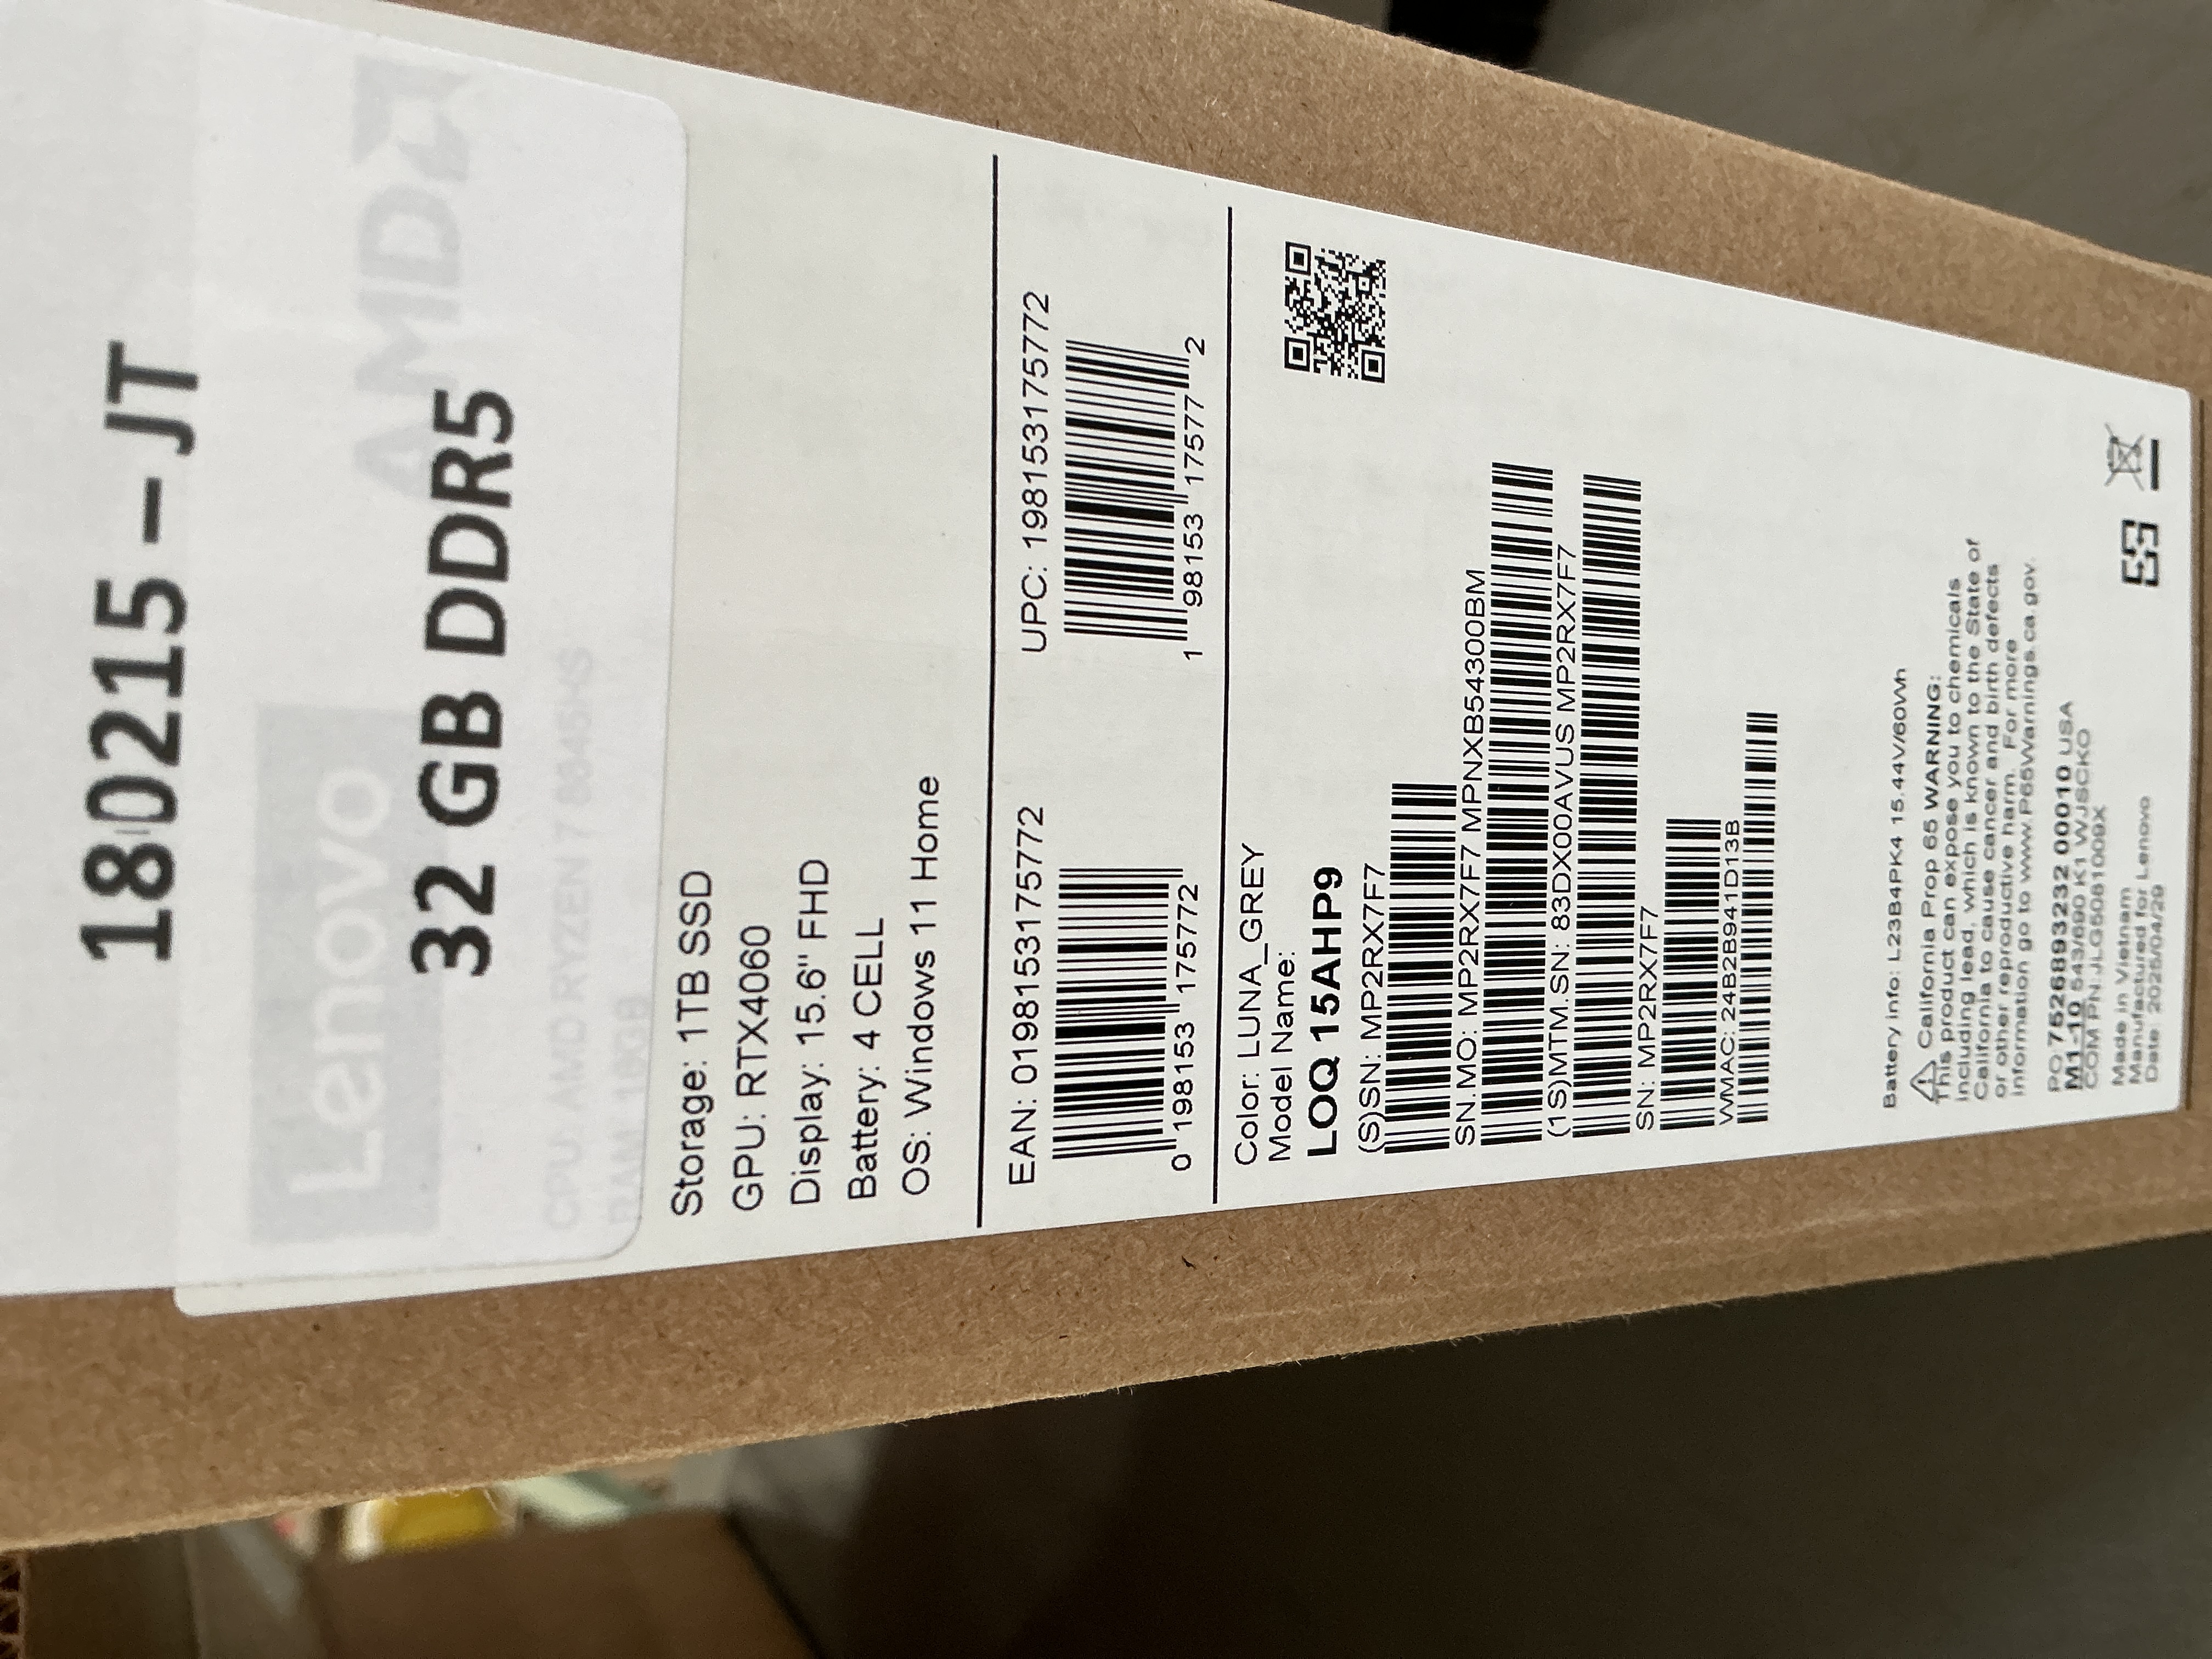 180215 – JT
Lenovo
AMD
32 GB DDR5
CPU: AMD RYZEN 7 8845HS
RAM 16GB
Storage: 1TB SSD
GPU: RTX4060
Display: 15.6" FHD
Battery: 4 CELL
OS: Windows 11 Home
EAN: 0198153175772
0 198153 175772
UPC: 198153175772
1 98153 17577 2
Color: LUNA_GREY
Model Name:
LOQ 15AHP9
(S)SN: MP2RX7F7
SN.MO: MP2RX7F7 MPNXB54300BM
(1S)MTM.SN: 83DX00AVUS MP2RX7F7
SN: MP2RX7F7
WMAC: 24B2B941D13B
Battery info: L23B4PK4 15.44V/60Wh
California Prop 65 WARNING:
This product can expose you to chemicals
including lead, which is known to the State of
California to cause cancer and birth defects
or other reproductive harm. For more
information go to www.P65Warnings.ca.gov.
PO 7526893232 00010 USA
M1-10 543/690 K1 WJSCKO
COM PN:JLG5081009X
Made in Vietnam
Manufactured for Lenovo
Date: 2025/04/29